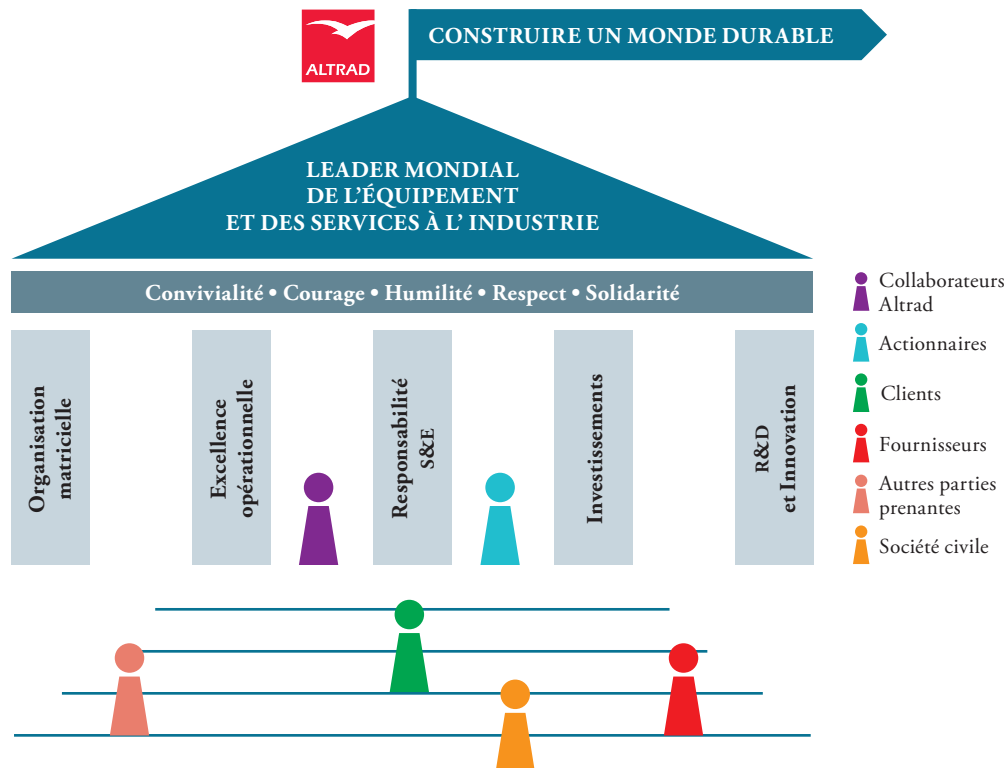 ALTRAD
CONSTRUIRE UN MONDE DURABLE
LEADER MONDIAL
DE L’ÉQUIPEMENT
ET DES SERVICES À L’ INDUSTRIE
Convivialité • Courage • Humilité • Respect • Solidarité
Organisation
matricielle
Excellence
opérationnelle
Responsabilité
S&E
Investissements
R&D
et Innovation
Collaborateurs
Altrad
Actionnaires
Clients
Fournisseurs
Autres parties
prenantes
Société civile